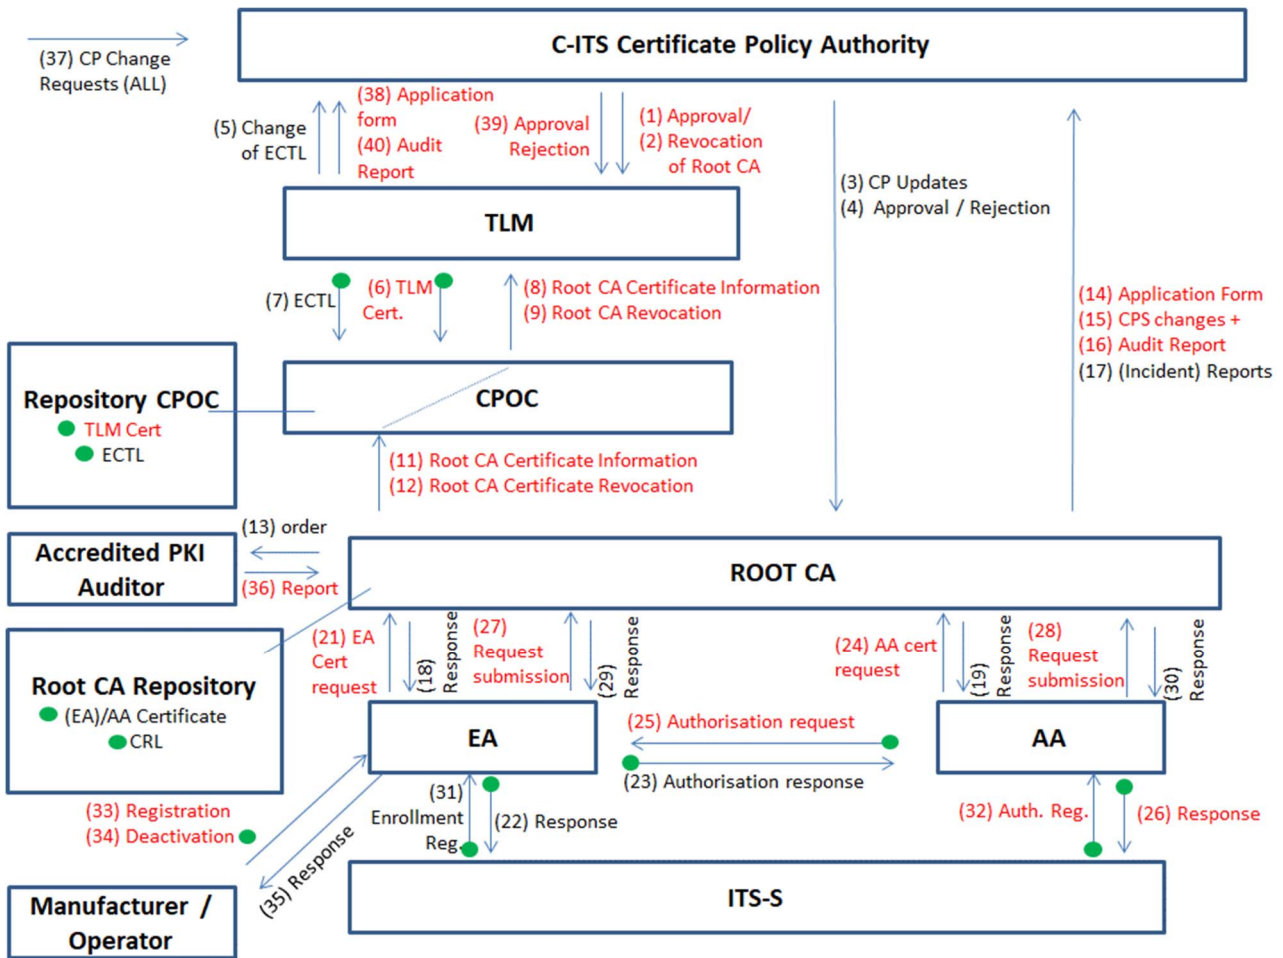 C-ITS Certificate Policy Authority
(37) CP Change
Requests (ALL)
(5) Change
of ECTL
(38) Application
form
(40) Audit
Report
(39) Approval
Rejection
(1) Approval/
(2) Revocation
of Root CA
(3) CP Updates
(4) Approval / Rejection
TLM
(7) ECTL
(6) TLM
Cert.
(8) Root CA Certificate Information
(9) Root CA Revocation
(14) Application Form
(15) CPS changes +
(16) Audit Report
(17) (Incident) Reports
Repository CPOC
TLM Cert
ECTL
CPOC
(11) Root CA Certificate Information
(12) Root CA Certificate Revocation
(13) order
Accredited PKI
Auditor
(36) Report
ROOT CA
(21) EA
Cert
request
(18)
Response
(27)
Request
submission
(29)
Response
(24) AA cert
request
(19)
Response
(28)
Request
submission
(30)
Response
Root CA Repository
(EA)/AA Certificate
CRL
EA
(25) Authorisation request
(23) Authorisation response
AA
(33) Registration
(34) Deactivation
(35) Response
(31)
Enrollment
Reg.
(22) Response
(32) Auth. Reg.
(26) Response
Manufacturer /
Operator
ITS-S